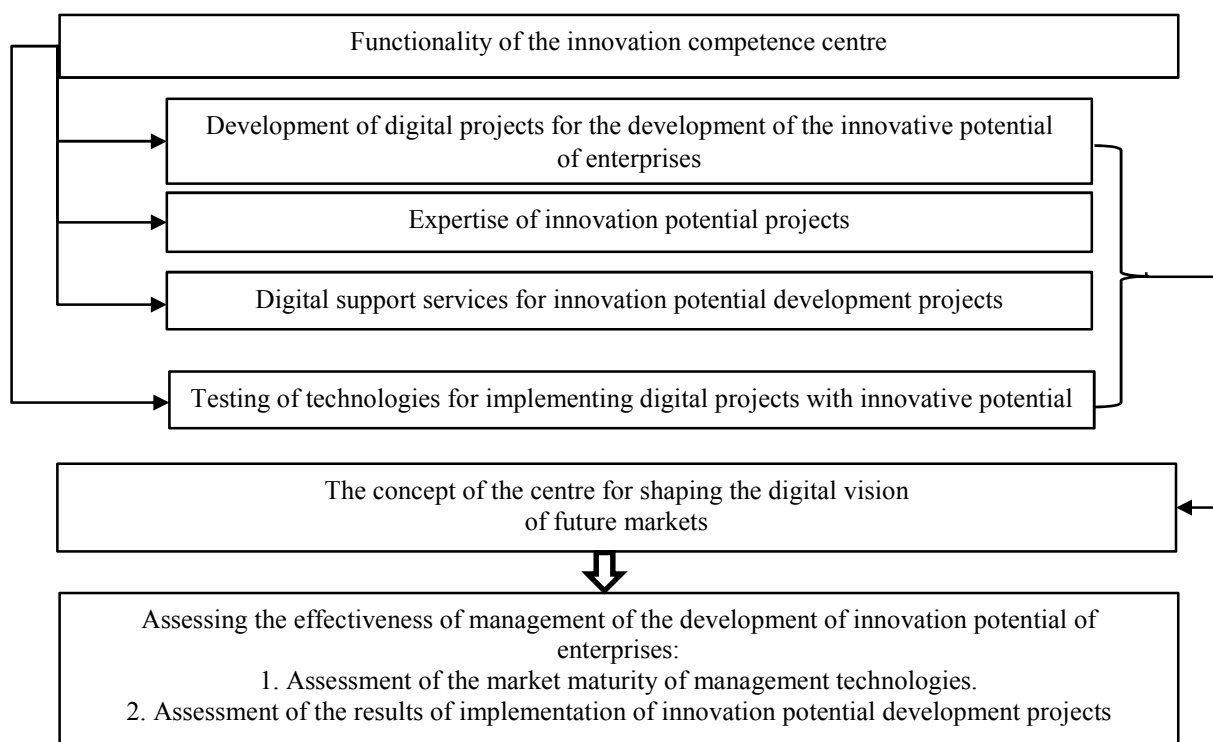 Functionality of the innovation competence centre
Development of digital projects for the development of the innovative potential
of enterprises
Expertise of innovation potential projects
Digital support services for innovation potential development projects
Testing of technologies for implementing digital projects with innovative potential
The concept of the centre for shaping the digital vision
of future markets
Assessing the effectiveness of management of the development of innovation potential of
enterprises:
1. Assessment of the market maturity of management technologies.
2. Assessment of the results of implementation of innovation potential development projects